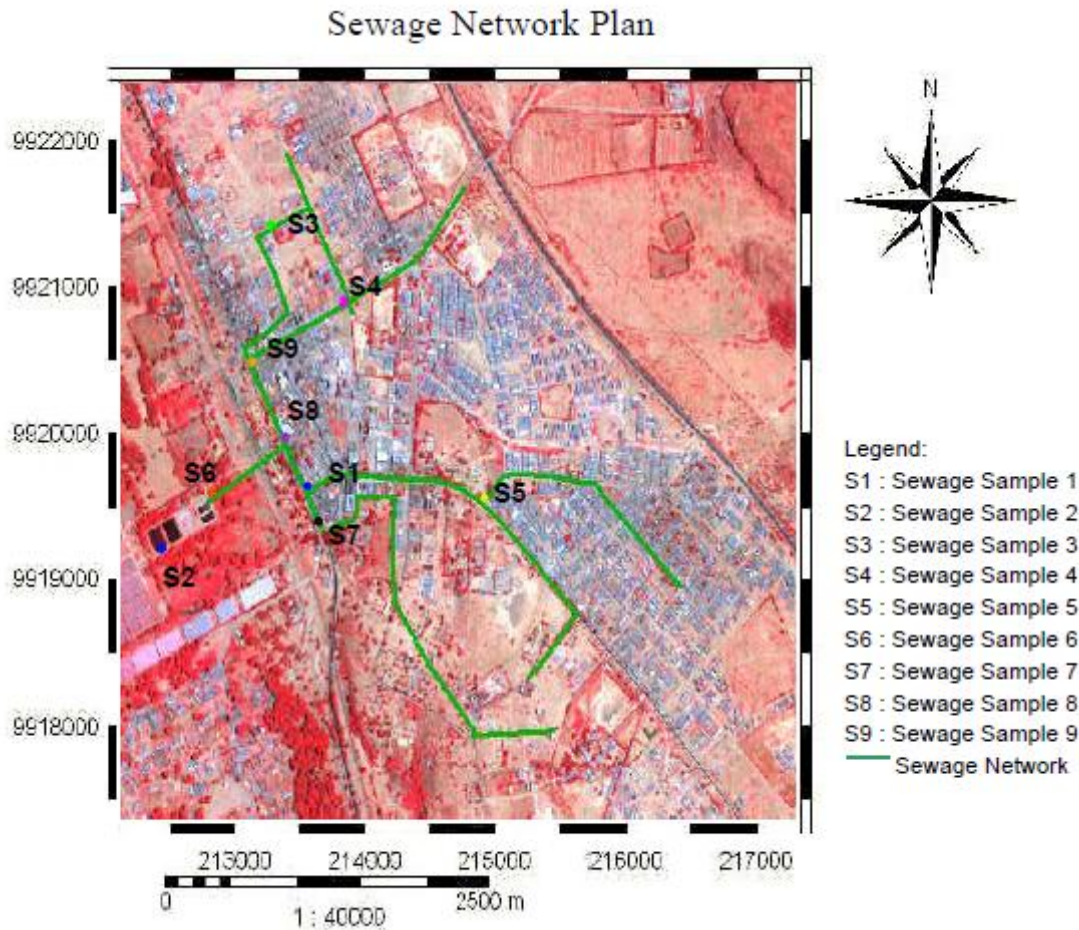 Sewage Network Plan
N
9922000
9921000
9920000
9919000
9918000
S3
S4
S9
S8
S6
S1
S5
S7
S2
213000 214000 215000 216000 217000
0 2500 m
1 : 40000
Legend:
S1 : Sewage Sample 1
S2 : Sewage Sample 2
S3 : Sewage Sample 3
S4 : Sewage Sample 4
S5 : Sewage Sample 5
S6 : Sewage Sample 6
S7 : Sewage Sample 7
S8 : Sewage Sample 8
S9 : Sewage Sample 9
Sewage Network